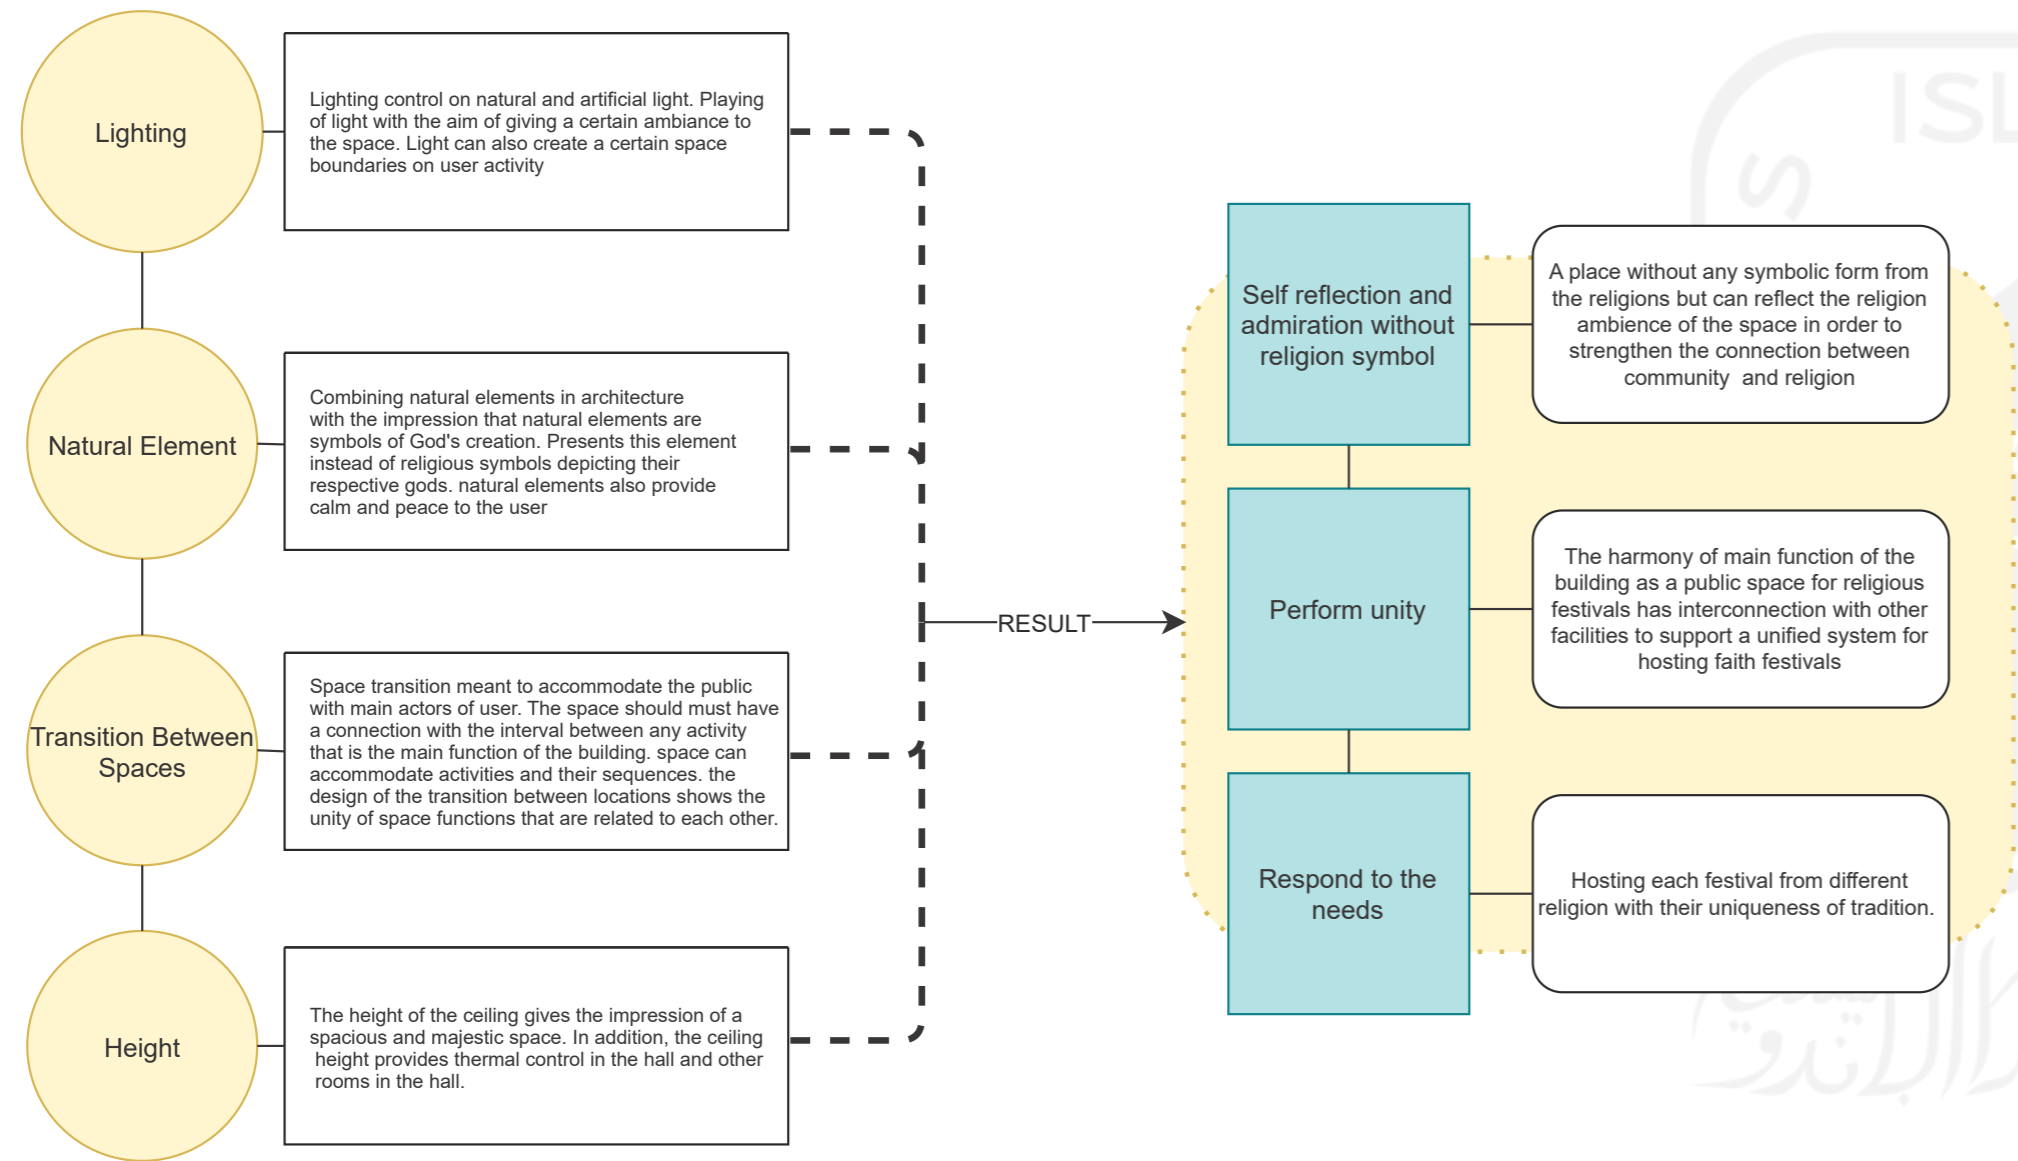 Lighting
Lighting control on natural and artificial light. Playing
of light with the aim of giving a certain ambiance to
the space. Light can also create a certain space
boundaries on user activity
Natural Element
Combining natural elements in architecture
with the impression that natural elements are
symbols of God's creation. Presents this element
instead of religious symbols depicting their
respective gods. natural elements also provide
calm and peace to the user
Transition Between
Spaces
Space transition meant to accommodate the public
with main actors of user. The space should must have
a connection with the interval between any activity
that is the main function of the building. space can
accommodate activities and their sequences. the
design of the transition between locations shows the
unity of space functions that are related to each other.
Height
The height of the ceiling gives the impression of a
spacious and majestic space. In addition, the ceiling
height provides thermal control in the hall and other
rooms in the hall.
RESULT
Self reflection and
admiration without
religion symbol
A place without any symbolic form from
the religions but can reflect the religion
ambience of the space in order to
strengthen the connection between
community  and religion
Perform unity
The harmony of main function of the
building as a public space for religious
festivals has interconnection with other
facilities to support a unified system for
hosting faith festivals
Respond to the
needs
Hosting each festival from different
religion with their uniqueness of tradition.
ISL
S